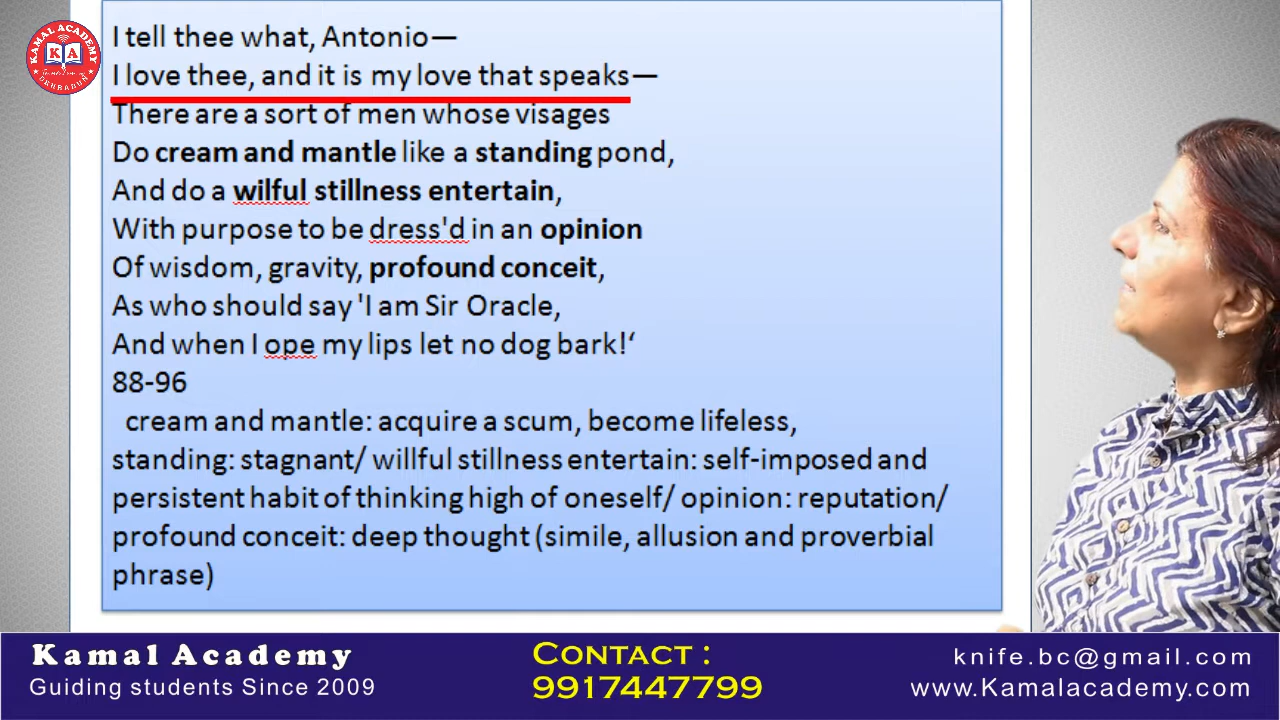 I tell thee what, Antonio—
I love thee, and it is my love that speaks—
There are a sort of men whose visages
Do cream and mantle like a standing pond,
And do a wilful stillness entertain,
With purpose to be dress'd in an opinion
Of wisdom, gravity, profound conceit,
As who should say 'I am Sir Oracle,
And when I ope my lips let no dog bark!‘
88-96
cream and mantle: acquire a scum, become lifeless,
standing: stagnant/ willful stillness entertain: self-imposed and
persistent habit of thinking high of oneself/ opinion: reputation/
profound conceit: deep thought (simile, allusion and proverbial
phrase)
KAMAL ACADEMY
K A
Kamal Academy
Guiding students Since 2009
CONTACT :
9917447799
knife.bc@gmail.com
www.Kamalacademy.com